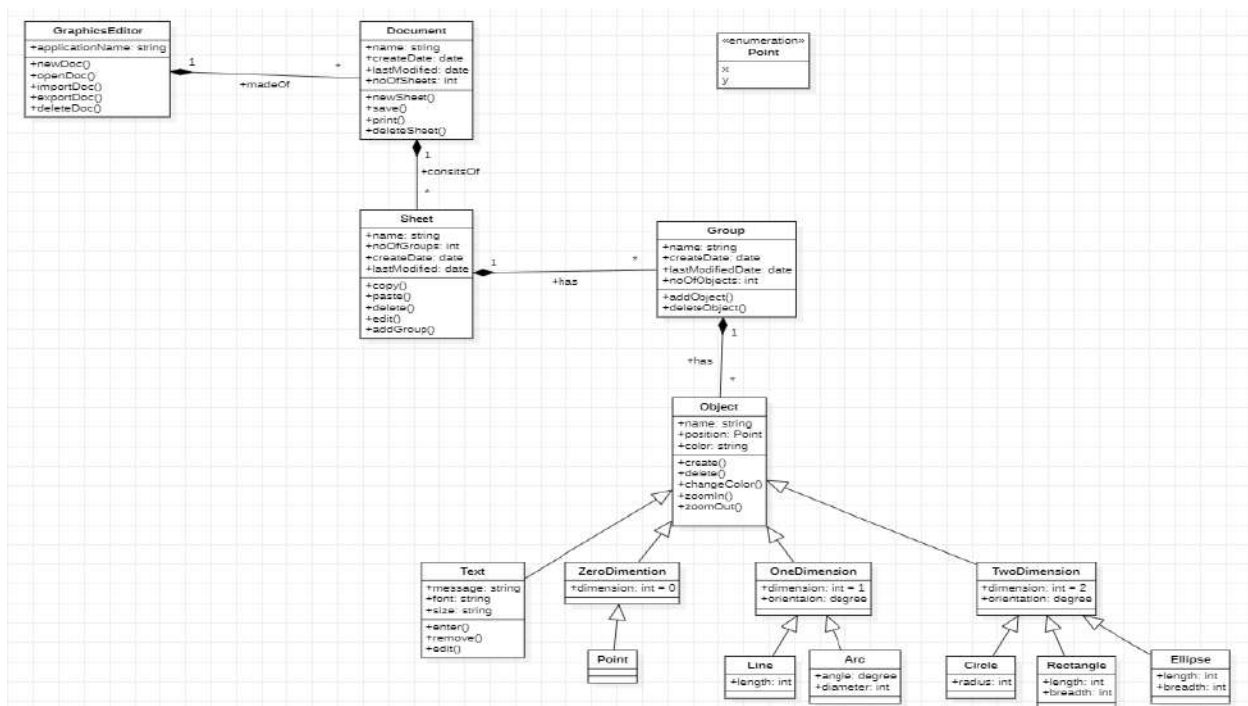 GraphicsEditor
+applicationName: string
+newDoc()
+openDoc()
+importDoc()
+exportDoc()
+deleteDoc()
1
*
+madeOf
Document
+name: string
+createDate: date
+lastModified: date
+noOfSheets: int
+newSheet()
+save()
+print()
+deleteSheet()
«enumeration»
Point
x
y
1
+consitsOf
*
Sheet
+name: string
+noOfGroups: int
+createDate: date
+lastModified: date
+copy()
+paste()
+delete()
+edit()
+addGroup()
1
*
+has
Group
+name: string
+createDate: date
+lastModifiedDate: date
+noOfObjects: int
+addObject()
+deleteObject()
1
+has
*
Object
+name: string
+position: Point
+color: string
+create()
+delete()
+changeColor()
+zoomIn()
+zoomOut()
Text
+message: string
+font: string
+size: string
+enter()
+remove()
+edit()
ZeroDimention
+dimension: int = 0
OneDimension
+dimension: int = 1
+orientaion: degree
TwoDimension
+dimension: int = 2
+orientation: degree
Point
Line
+length: int
Arc
+angle: degree
+diameter: int
Circle
+radius: int
Rectangle
+length: int
+breadth: int
Ellipse
+length: int
+breadth: int